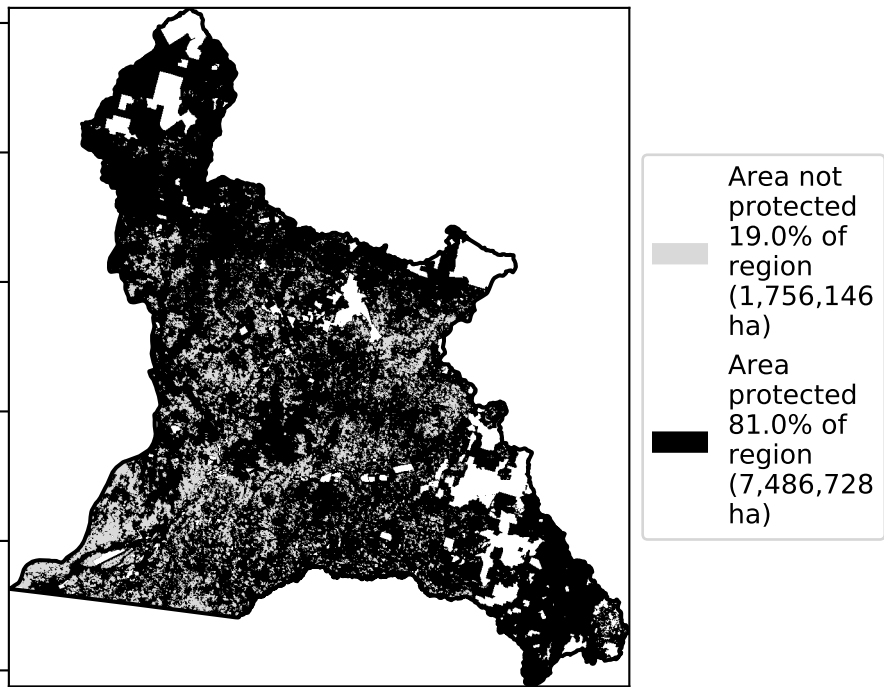 Area not
protected
19.0% of
region
(1,756,146
ha)
Area
protected
81.0% of
region
(7,486,728
ha)